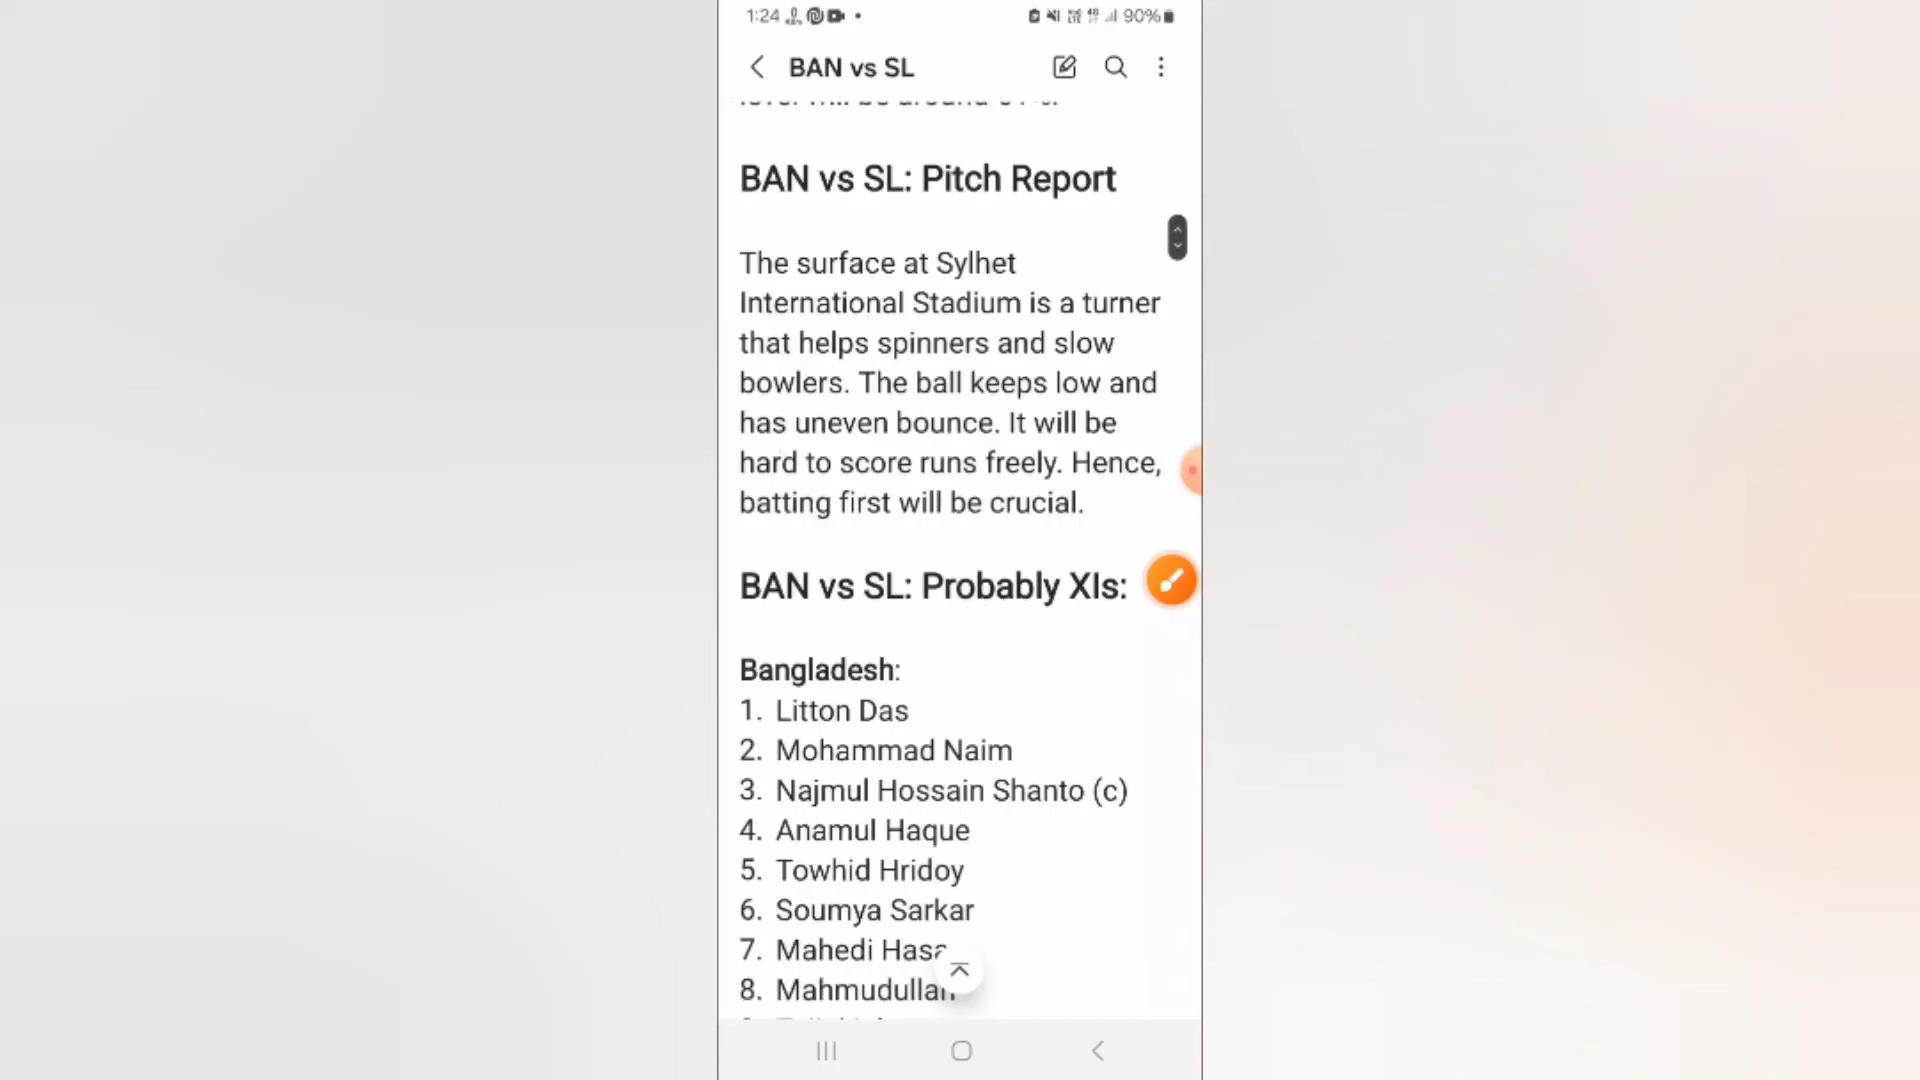 1:24 90%
BAN vs SL
BAN vs SL: Pitch Report
The surface at Sylhet
International Stadium is a turner
that helps spinners and slow
bowlers. The ball keeps low and
has uneven bounce. It will be
hard to score runs freely. Hence,
batting first will be crucial.
BAN vs SL: Probably XIs:
Bangladesh:
1. Litton Das
2. Mohammad Naim
3. Najmul Hossain Shanto (c)
4. Anamul Haque
5. Towhid Hridoy
6. Soumya Sarkar
7. Mahedi Hasa
8. Mahmudullah